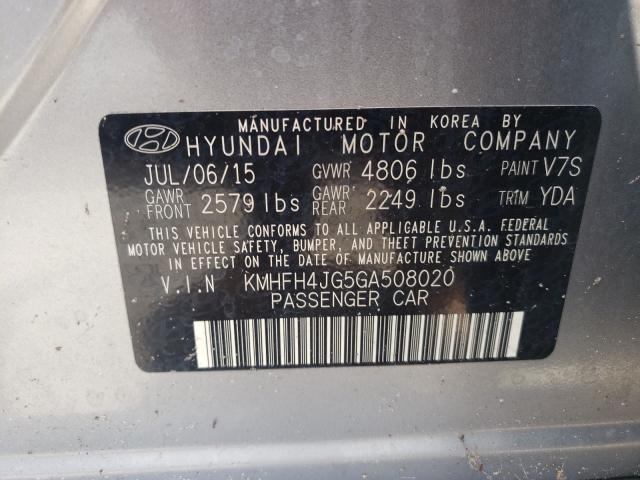 MANUFACTURED IN KOREA BY
HYUNDAI MOTOR COMPANY
JUL/06/15 GVWR 4806 lbs PAINT V7S
GAWR FRONT 2579 lbs GAWR REAR 2249 lbs TRIM YDA
THIS VEHICLE CONFORMS TO ALL APPLICABLE U.S.A. FEDERAL
MOTOR VEHICLE SAFETY, BUMPER, AND THEFT PREVENTION STANDARDS
IN EFFECT ON THE DATE OF MANUFACTURE SHOWN ABOVE
V.I.N KMHFH4JG5GA508020
PASSENGER CAR